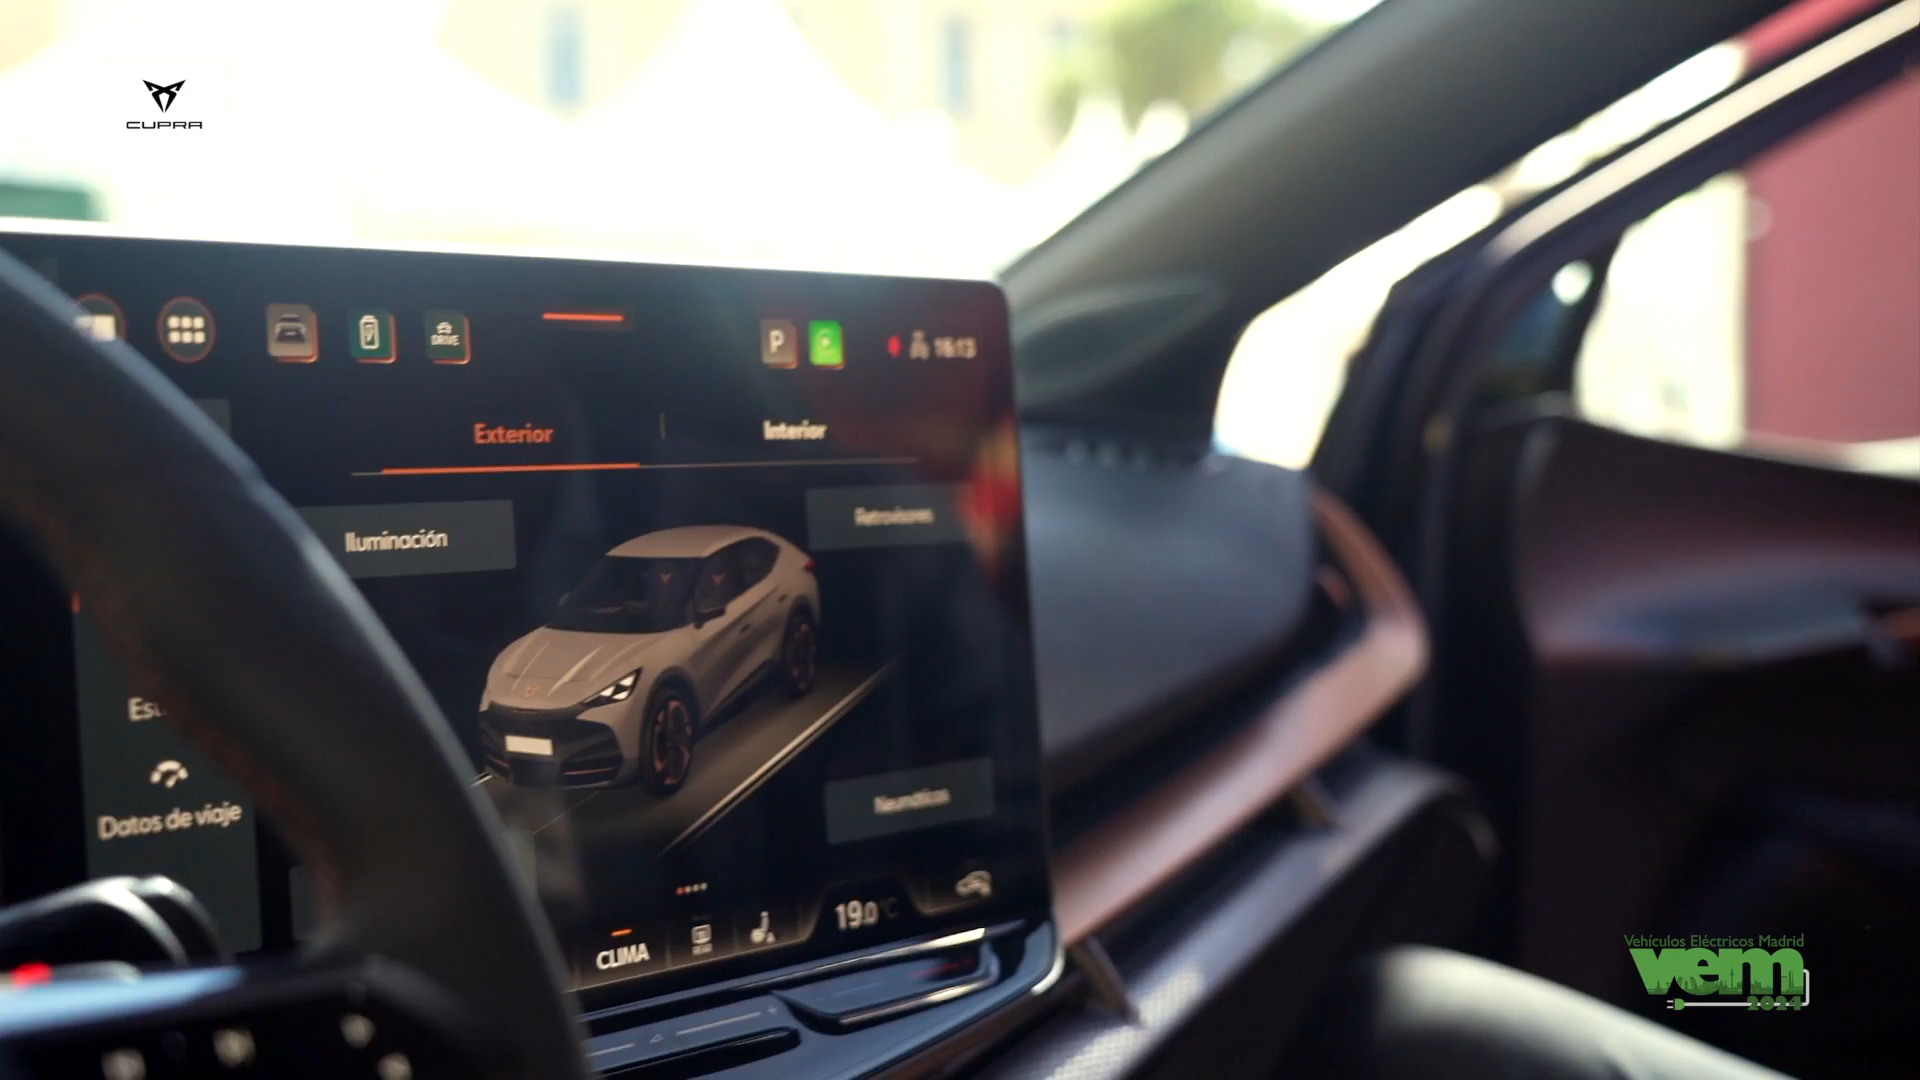 CUPRA
DRIVE
P
16:13
Exterior
Interior
Iluminación
Retrovisores
Datos de viaje
Neumáticos
CLIMA
19.0 °C
Vehículos Eléctricos Madrid
vem
2024